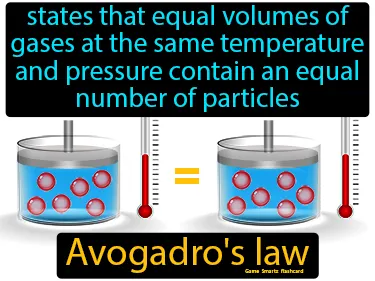 states that equal volumes of
gases at the same temperature
and pressure contain an equal
number of particles
=
Avogadro's law
Game Smartz flashcard